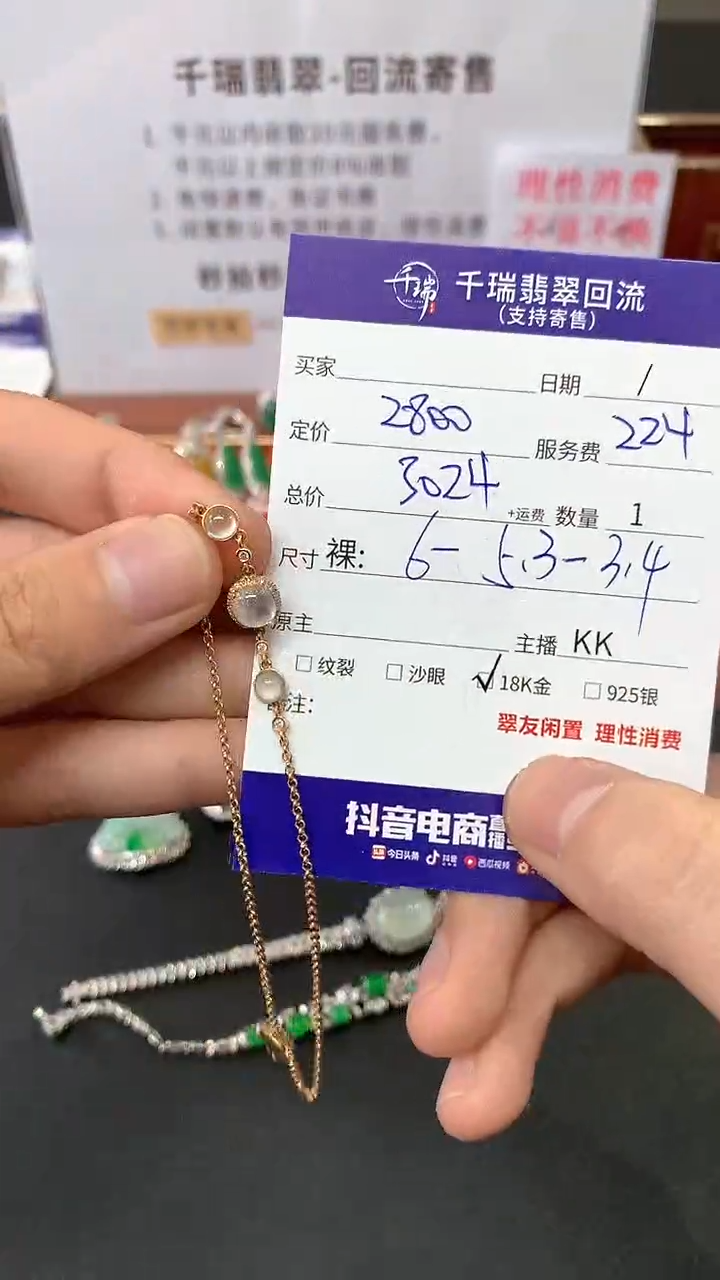 千瑞翡翠-回流寄售
理性消费
千瑞
千瑞翡翠回流
(支持寄售)
买家 日期 /
定价 2800 服务费 224
总价 3024 +运费 数量 1
尺寸 裸: 6-5.3-3.4
原主 主播 KK
纹裂 沙眼 18K金 925银
注:
翠友闲置 理性消费
抖音电商直播
今日头条 抖音 西瓜视频